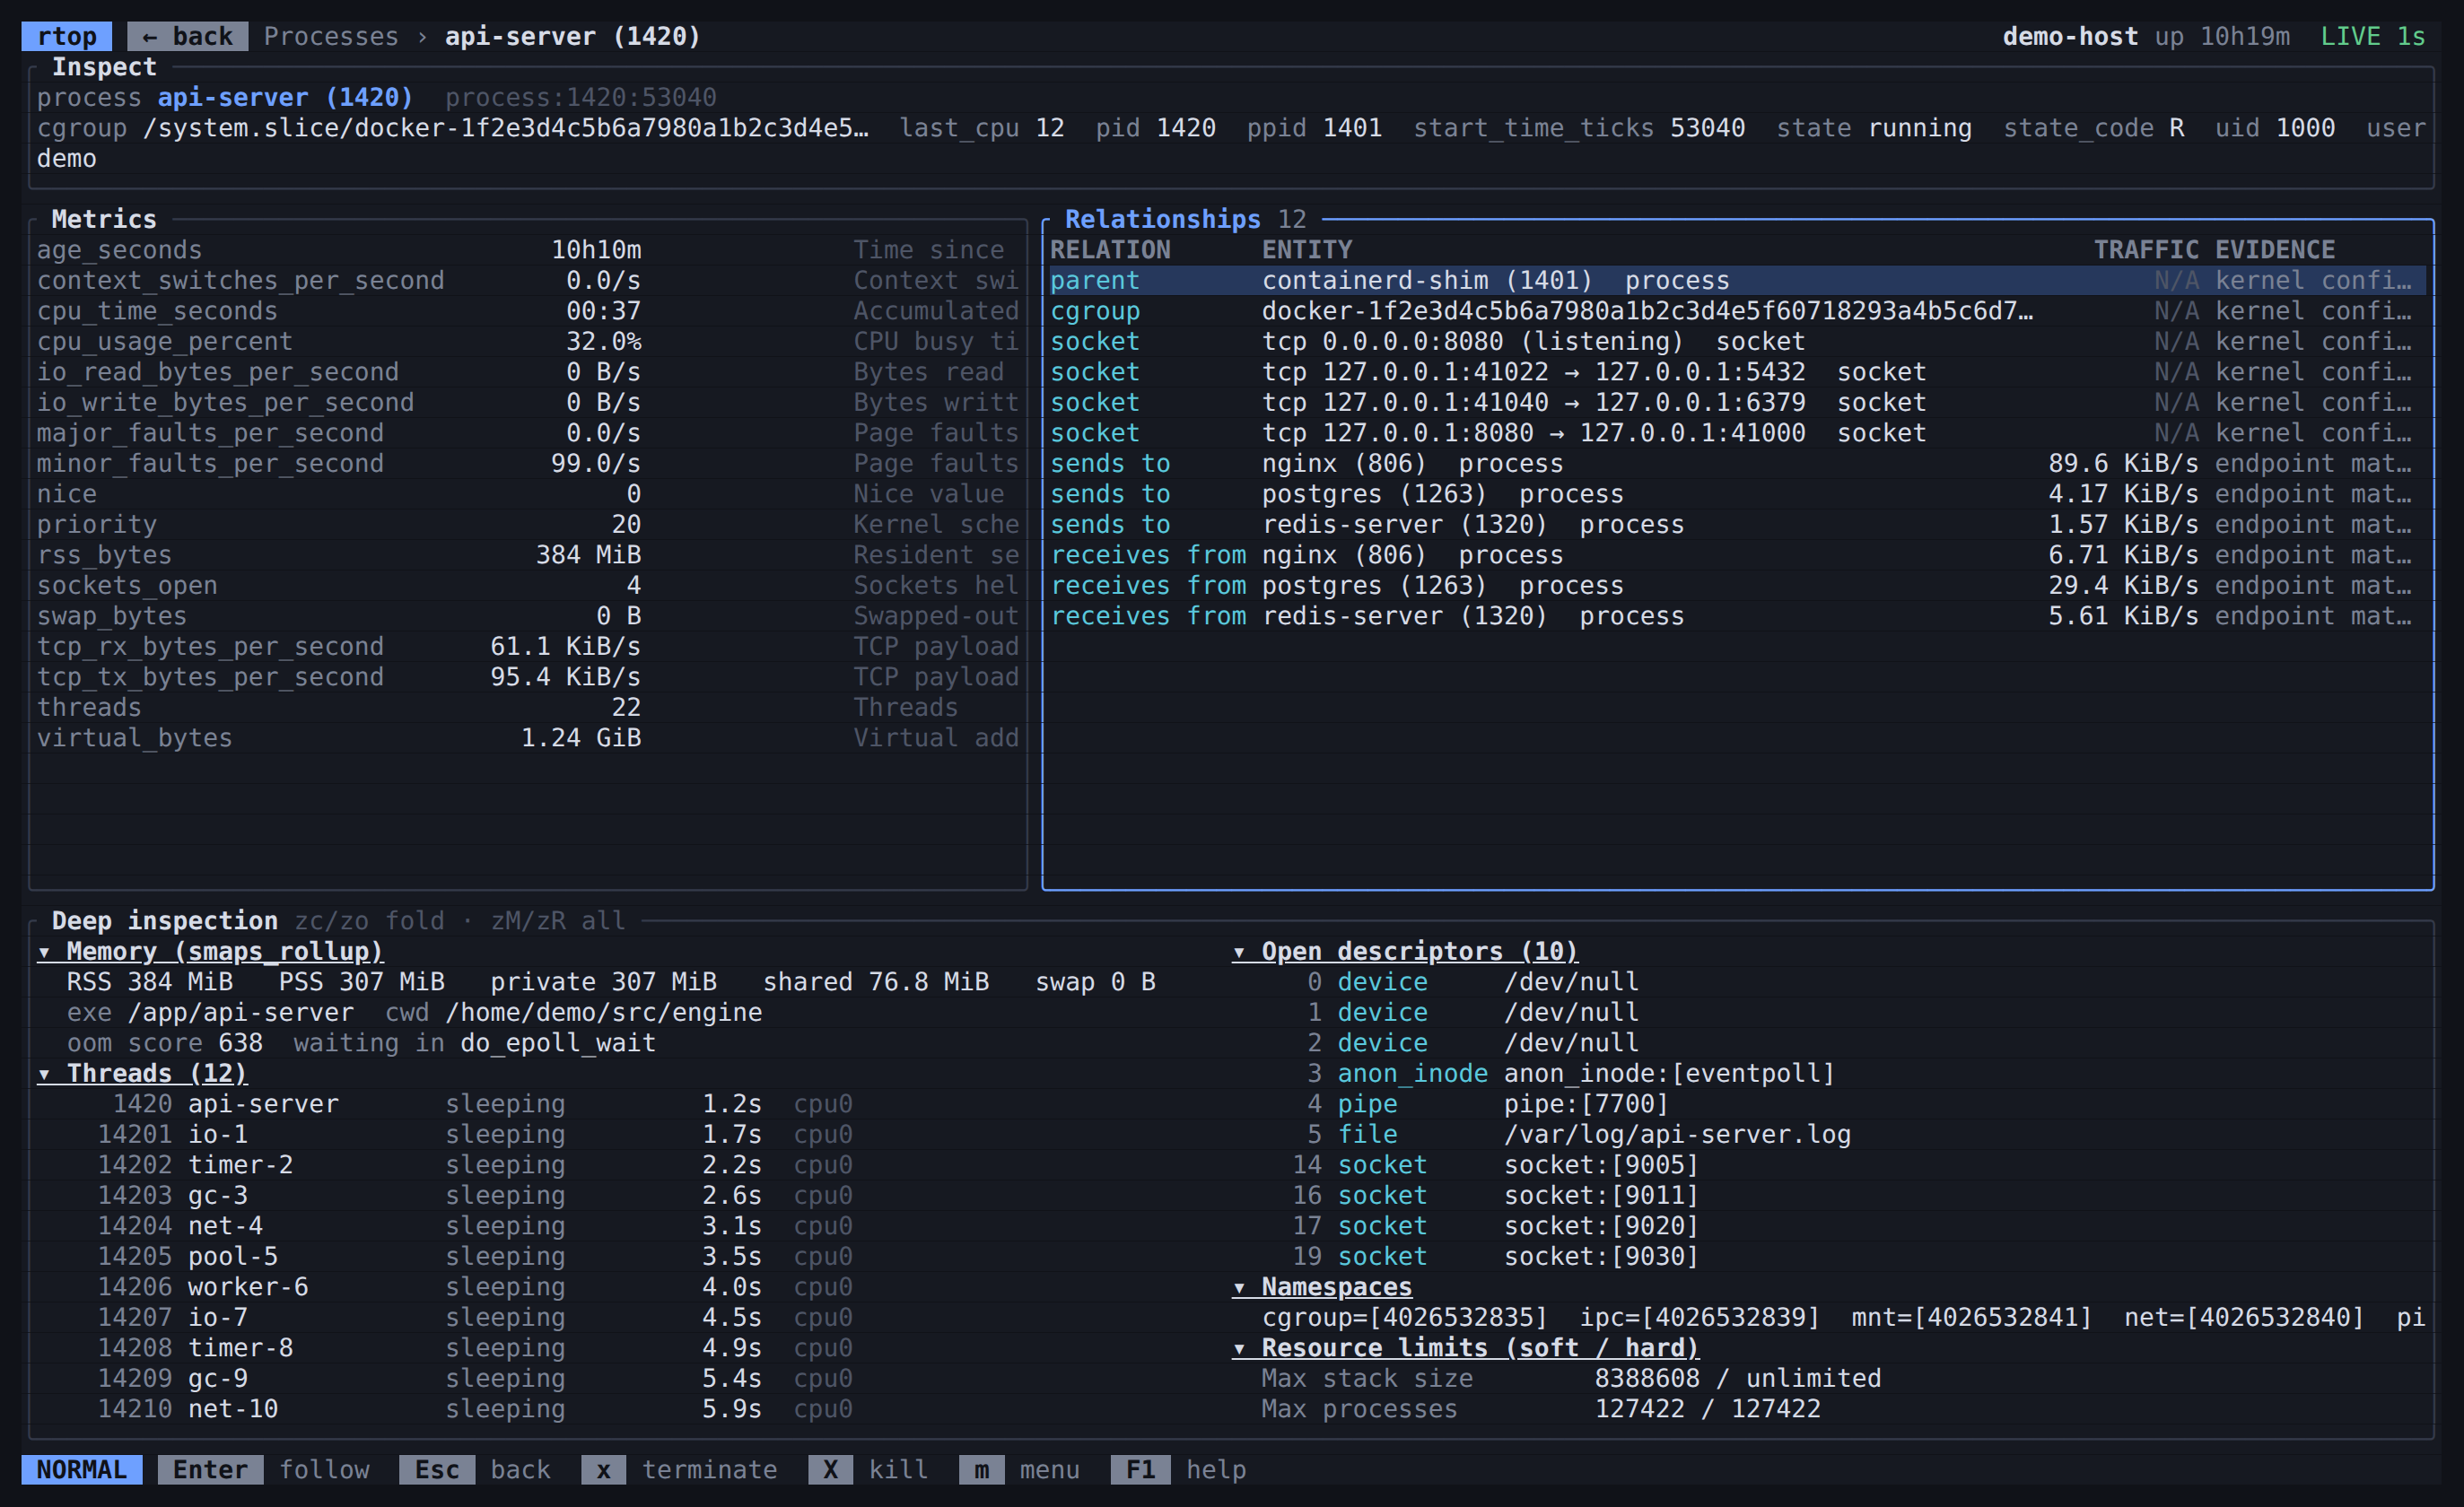 rtop  ← back  Processes › api-server (1420)  demo-host up 10h19m  LIVE 1s
Inspect
process api-server (1420)  process:1420:53040
cgroup /system.slice/docker-1f2e3d4c5b6a7980a1b2c3d4e5…  last_cpu 12  pid 1420  ppid 1401  start_time_ticks 53040  state running  state_code R  uid 1000  user
demo
Metrics
age_seconds 10h10m Time since
context_switches_per_second 0.0/s Context swi
cpu_time_seconds 00:37 Accumulated
cpu_usage_percent 32.0% CPU busy ti
io_read_bytes_per_second 0 B/s Bytes read
io_write_bytes_per_second 0 B/s Bytes writt
major_faults_per_second 0.0/s Page faults
minor_faults_per_second 99.0/s Page faults
nice 0 Nice value
priority 20 Kernel sche
rss_bytes 384 MiB Resident se
sockets_open 4 Sockets hel
swap_bytes 0 B Swapped-out
tcp_rx_bytes_per_second 61.1 KiB/s TCP payload
tcp_tx_bytes_per_second 95.4 KiB/s TCP payload
threads 22 Threads
virtual_bytes 1.24 GiB Virtual add
Relationships 12
RELATION ENTITY TRAFFIC EVIDENCE
parent containerd-shim (1401)  process N/A kernel confi…
cgroup docker-1f2e3d4c5b6a7980a1b2c3d4e5f60718293a4b5c6d7… N/A kernel confi…
socket tcp 0.0.0.0:8080 (listening)  socket N/A kernel confi…
socket tcp 127.0.0.1:41022 → 127.0.0.1:5432  socket N/A kernel confi…
socket tcp 127.0.0.1:41040 → 127.0.0.1:6379  socket N/A kernel confi…
socket tcp 127.0.0.1:8080 → 127.0.0.1:41000  socket N/A kernel confi…
sends to nginx (806)  process 89.6 KiB/s endpoint mat…
sends to postgres (1263)  process 4.17 KiB/s endpoint mat…
sends to redis-server (1320)  process 1.57 KiB/s endpoint mat…
receives from nginx (806)  process 6.71 KiB/s endpoint mat…
receives from postgres (1263)  process 29.4 KiB/s endpoint mat…
receives from redis-server (1320)  process 5.61 KiB/s endpoint mat…
Deep inspection zc/zo fold · zM/zR all
▾ Memory (smaps_rollup)
RSS 384 MiB   PSS 307 MiB   private 307 MiB   shared 76.8 MiB   swap 0 B
exe /app/api-server  cwd /home/demo/src/engine
oom score 638  waiting in do_epoll_wait
▾ Threads (12)
1420 api-server sleeping 1.2s cpu0
14201 io-1 sleeping 1.7s cpu0
14202 timer-2 sleeping 2.2s cpu0
14203 gc-3 sleeping 2.6s cpu0
14204 net-4 sleeping 3.1s cpu0
14205 pool-5 sleeping 3.5s cpu0
14206 worker-6 sleeping 4.0s cpu0
14207 io-7 sleeping 4.5s cpu0
14208 timer-8 sleeping 4.9s cpu0
14209 gc-9 sleeping 5.4s cpu0
14210 net-10 sleeping 5.9s cpu0
▾ Open descriptors (10)
0 device /dev/null
1 device /dev/null
2 device /dev/null
3 anon_inode anon_inode:[eventpoll]
4 pipe pipe:[7700]
5 file /var/log/api-server.log
14 socket socket:[9005]
16 socket socket:[9011]
17 socket socket:[9020]
19 socket socket:[9030]
▾ Namespaces
cgroup=[4026532835]  ipc=[4026532839]  mnt=[4026532841]  net=[4026532840]  pi
▾ Resource limits (soft / hard)
Max stack size 8388608 / unlimited
Max processes 127422 / 127422
NORMAL  Enter follow  Esc back  x terminate  X kill  m menu  F1 help